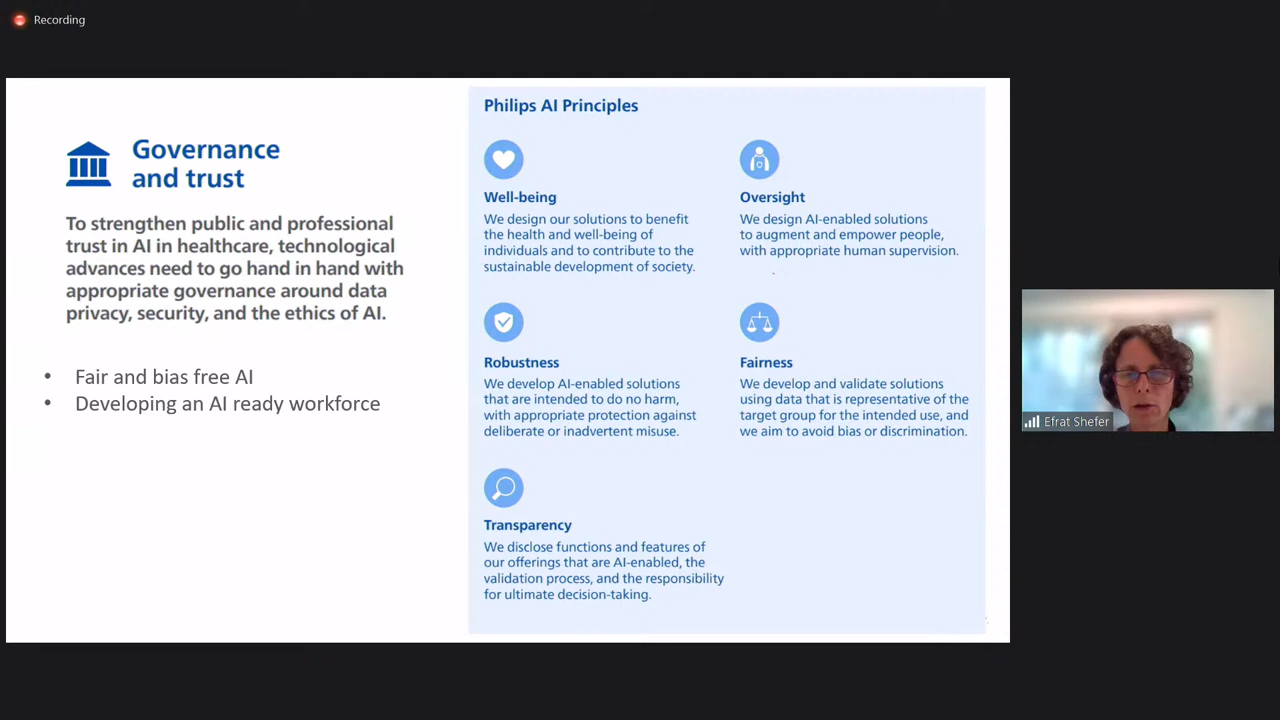 Recording
Governance
and trust
To strengthen public and professional
trust in AI in healthcare, technological
advances need to go hand in hand with
appropriate governance around data
privacy, security, and the ethics of AI.
• Fair and bias free AI
• Developing an AI ready workforce
Philips AI Principles
Well-being
We design our solutions to benefit
the health and well-being of
individuals and to contribute to the
sustainable development of society.
Oversight
We design AI-enabled solutions
to augment and empower people,
with appropriate human supervision.
Robustness
We develop AI-enabled solutions
that are intended to do no harm,
with appropriate protection against
deliberate or inadvertent misuse.
Fairness
We develop and validate solutions
using data that is representative of the
target group for the intended use, and
we aim to avoid bias or discrimination.
Transparency
We disclose functions and features of
our offerings that are AI-enabled, the
validation process, and the responsibility
for ultimate decision-taking.
Efrat Shefer